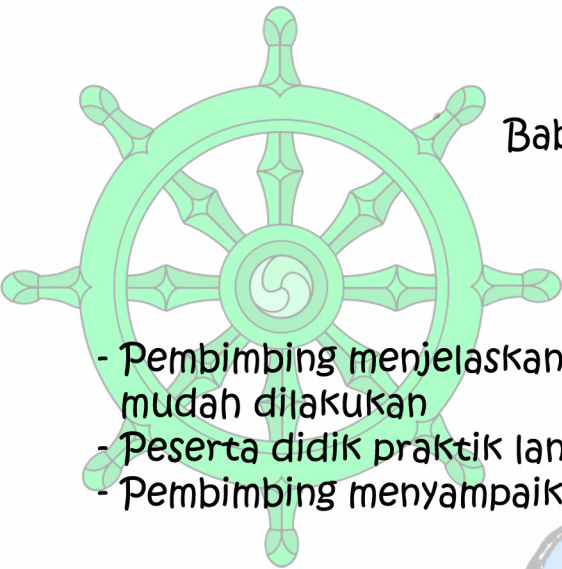 Bab
- Pembimbing menjelaskan
mudah dilakukan
- Peserta didik praktik lan
- Pembimbing menyampaik